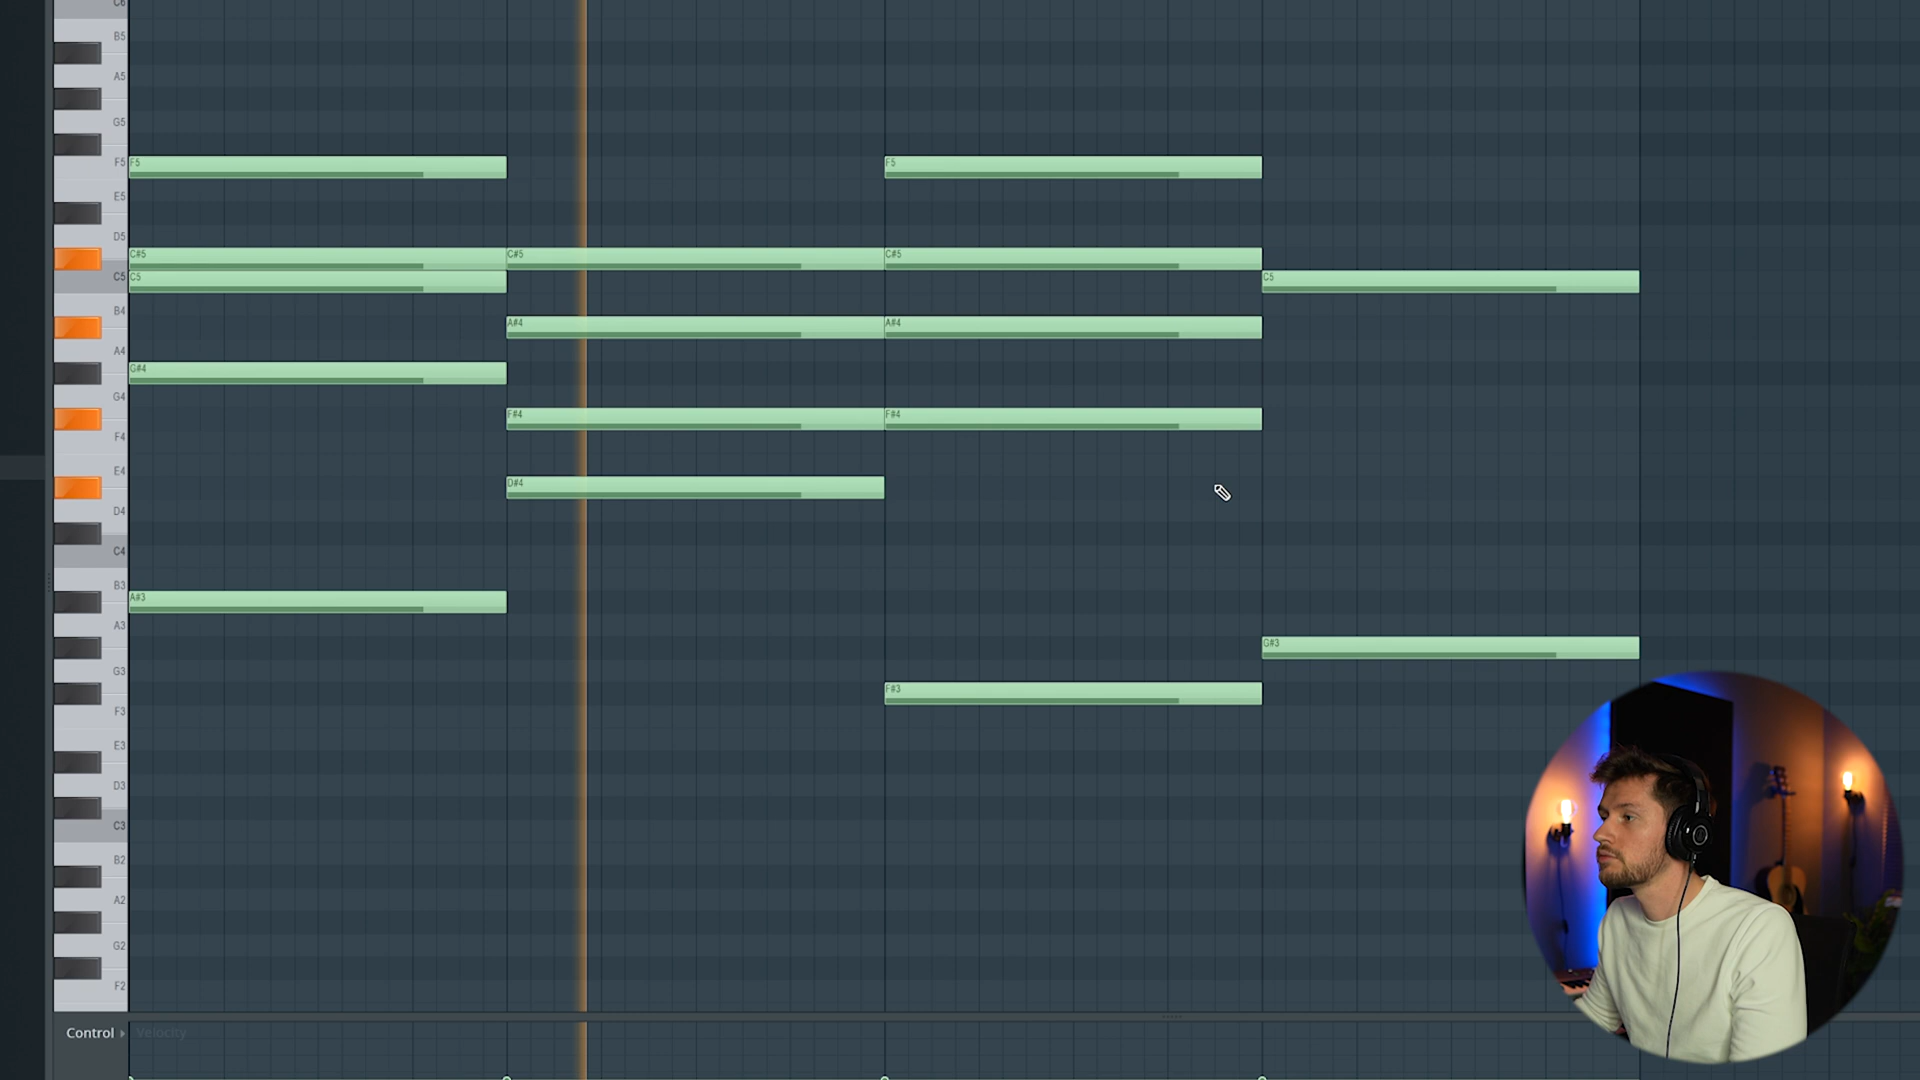 C6
B5
A5
G5
F5 F5 F5
E5
D5
C#5 C#5 C#5
C5 C5 C5
B4
A#4 A#4
A4
G#4
G4
F#4 F#4
F4
E4
D#4
D4
C4
B3
A#3
A3
G#3
G3
F#3
F3
E3
D3
C3
B2
A2
G2
F2
Control Velocity